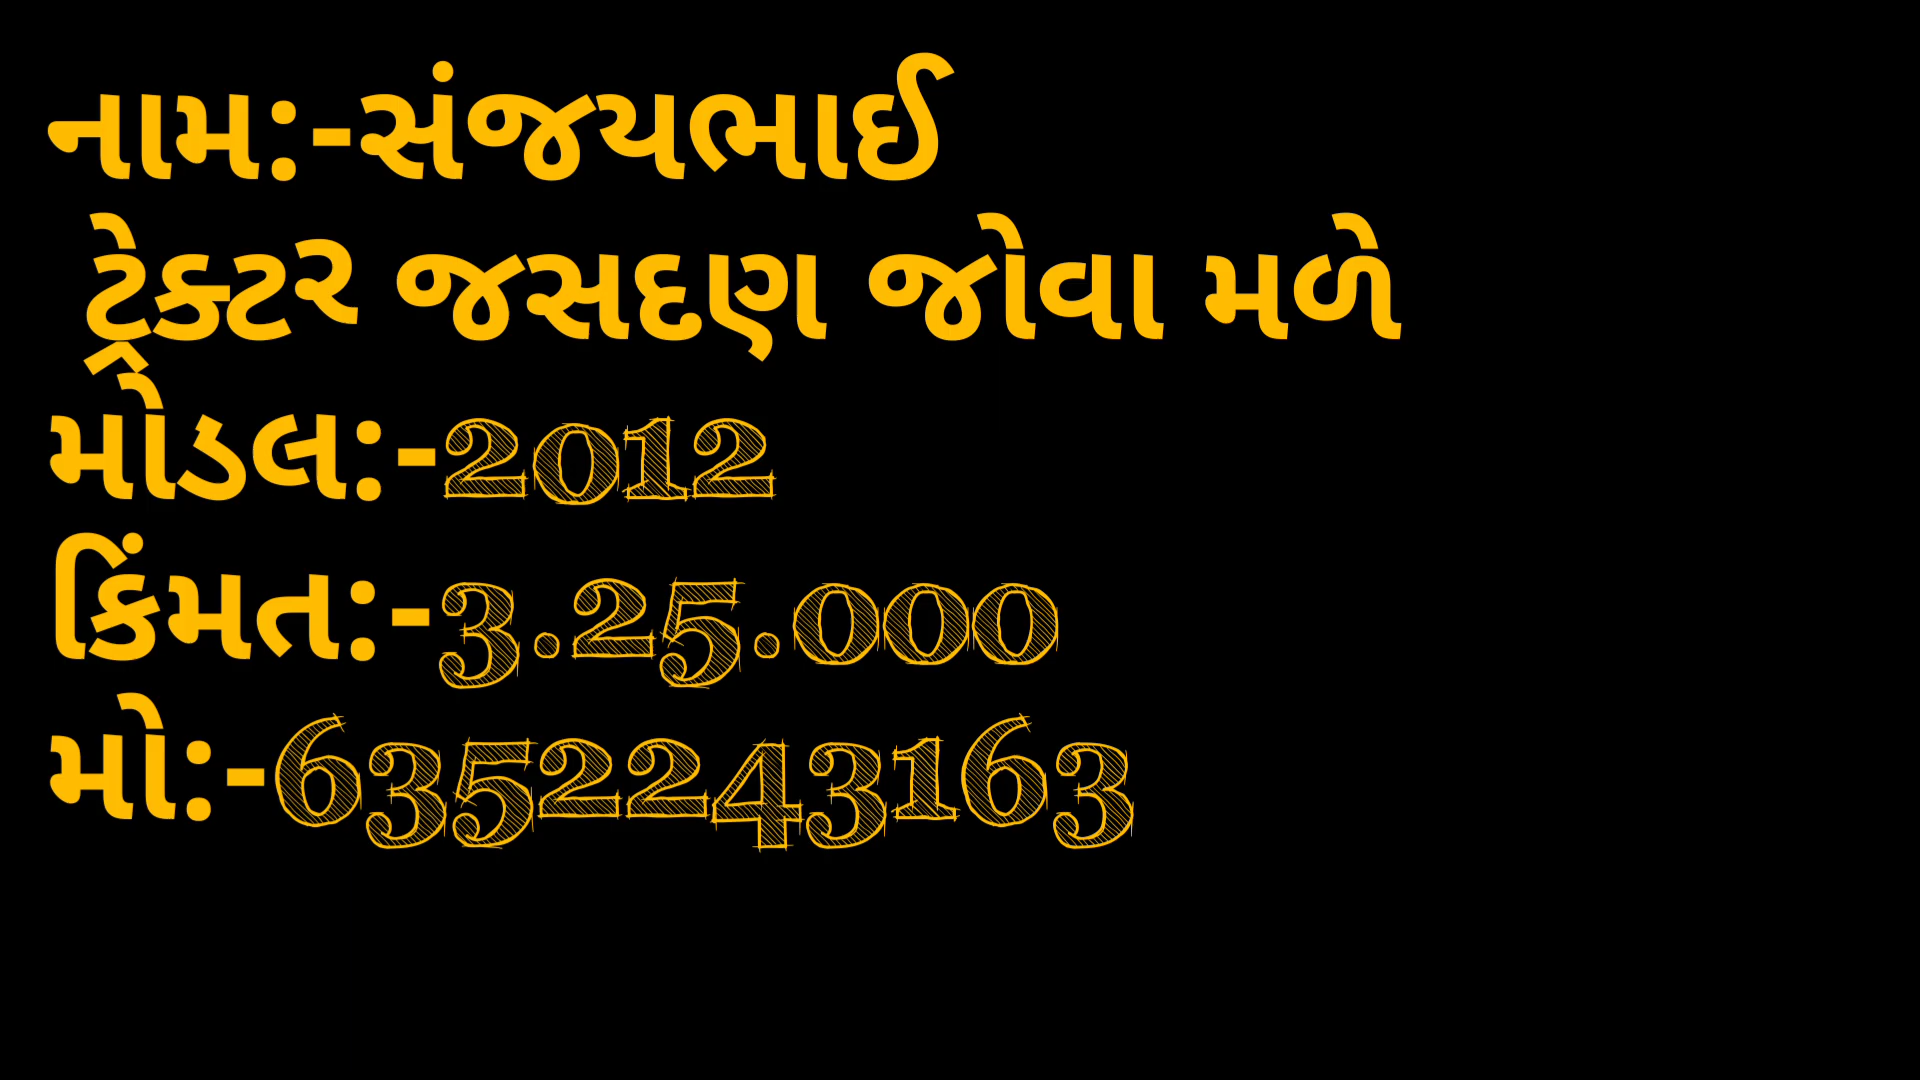 નામ:-સંજયભાઈ
ટ્રેક્ટર જસદણ જોવા મળે
મોડલ:-2012
કિંમત:-3.25.000
મો:-6352243163